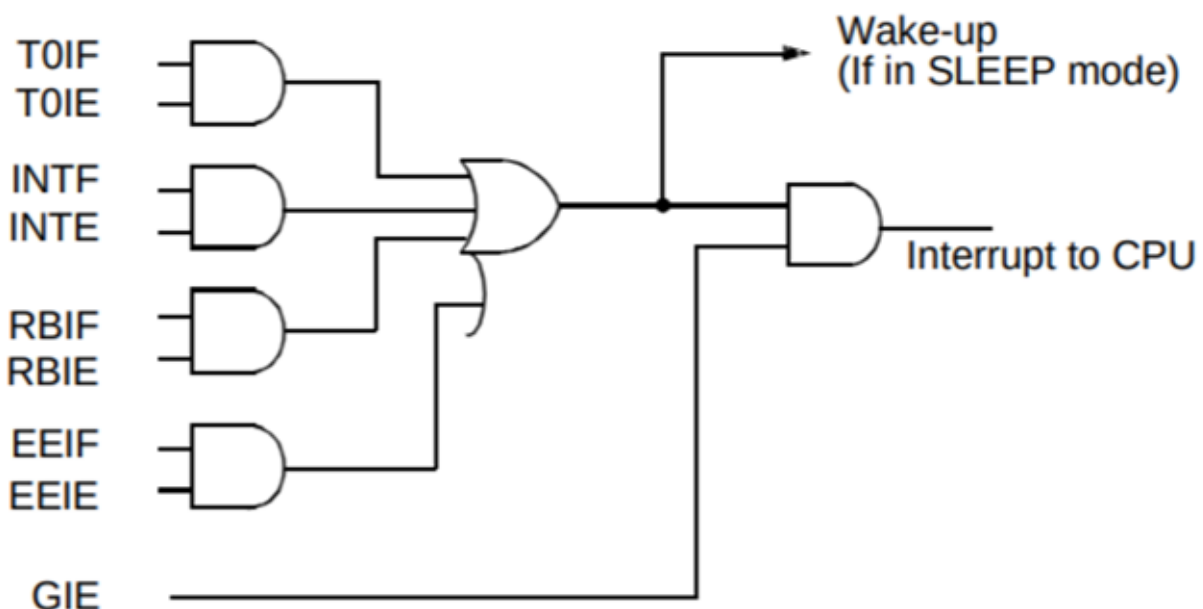 T0IF
T0IE
INTF
INTE
RBIF
RBIE
EEIF
EEIE
GIE
Wake-up
(If in SLEEP mode)
Interrupt to CPU